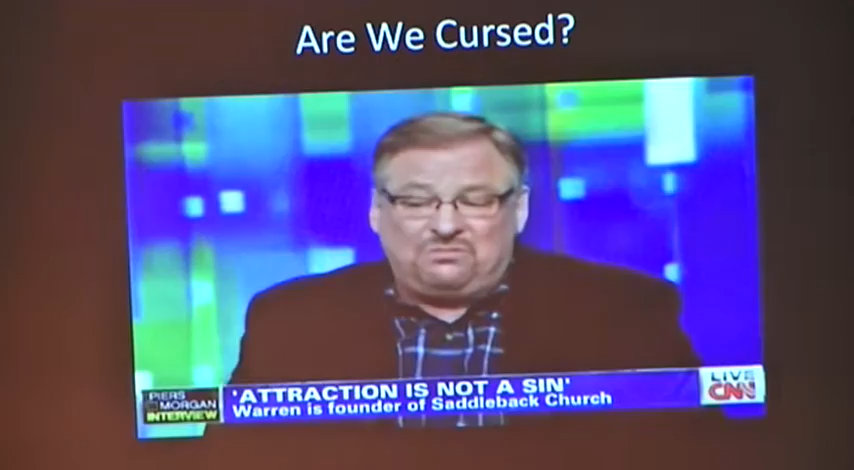 Are We Cursed?
PIERS
MORGAN
INTERVIEW
'ATTRACTION IS NOT A SIN'
Warren is founder of Saddleback Church
LIVE
CNN